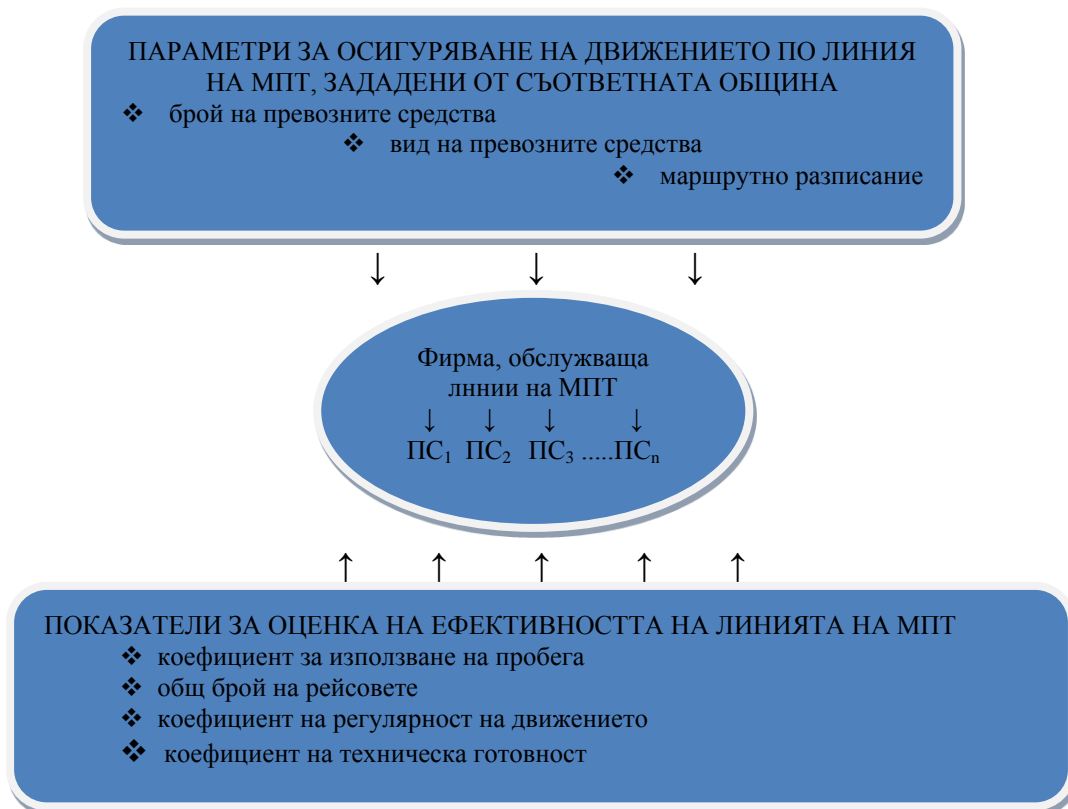 ПАРАМЕТРИ ЗА ОСИГУРЯВАНЕ НА ДВИЖЕНИЕТО ПО ЛИНИЯ
НА МПТ, ЗАДАДЕНИ ОТ СЪОТВЕТНАТА ОБЩИНА
❖ брой на превозните средства
❖ вид на превозните средства
❖ маршрутно разписание
↓ ↓ ↓
Фирма, обслужваща
лннии на МПТ
↓ ↓ ↓ ↓
ПС₁ ПС₂ ПС₃ .....ПСₙ
↑ ↑ ↑ ↑ ↑
ПОКАЗАТЕЛИ ЗА ОЦЕНКА НА ЕФЕКТИВНОСТТА НА ЛИНИЯТА НА МПТ
❖ коефициент за използване на пробега
❖ общ брой на рейсовете
❖ коефициент на регулярност на движението
❖ коефициент на техническа готовност